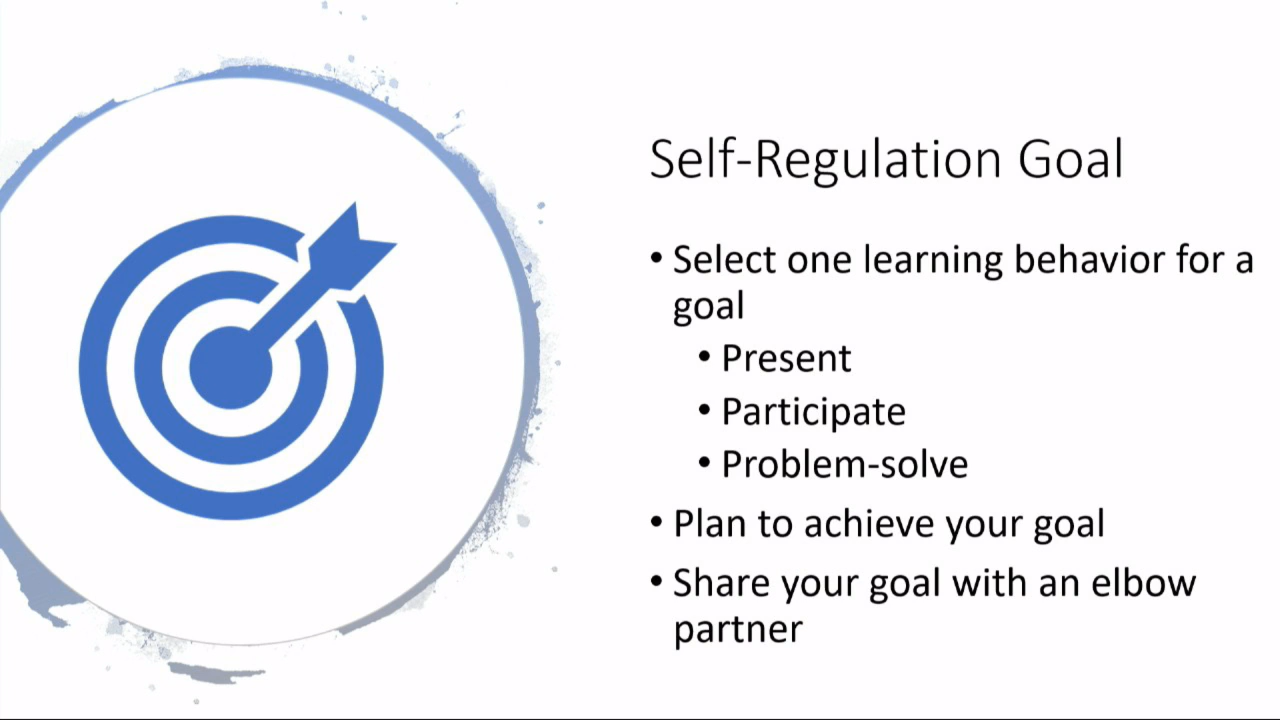 Self-Regulation Goal
• Select one learning behavior for a
goal
• Present
• Participate
• Problem-solve
• Plan to achieve your goal
• Share your goal with an elbow
partner